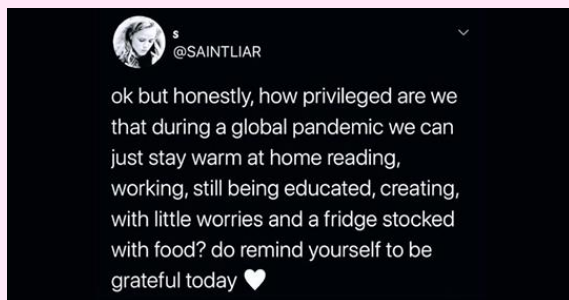 s
@SAINTLIAR
ok but honestly, how privileged are we
that during a global pandemic we can
just stay warm at home reading,
working, still being educated, creating,
with little worries and a fridge stocked
with food? do remind yourself to be
grateful today 🤍